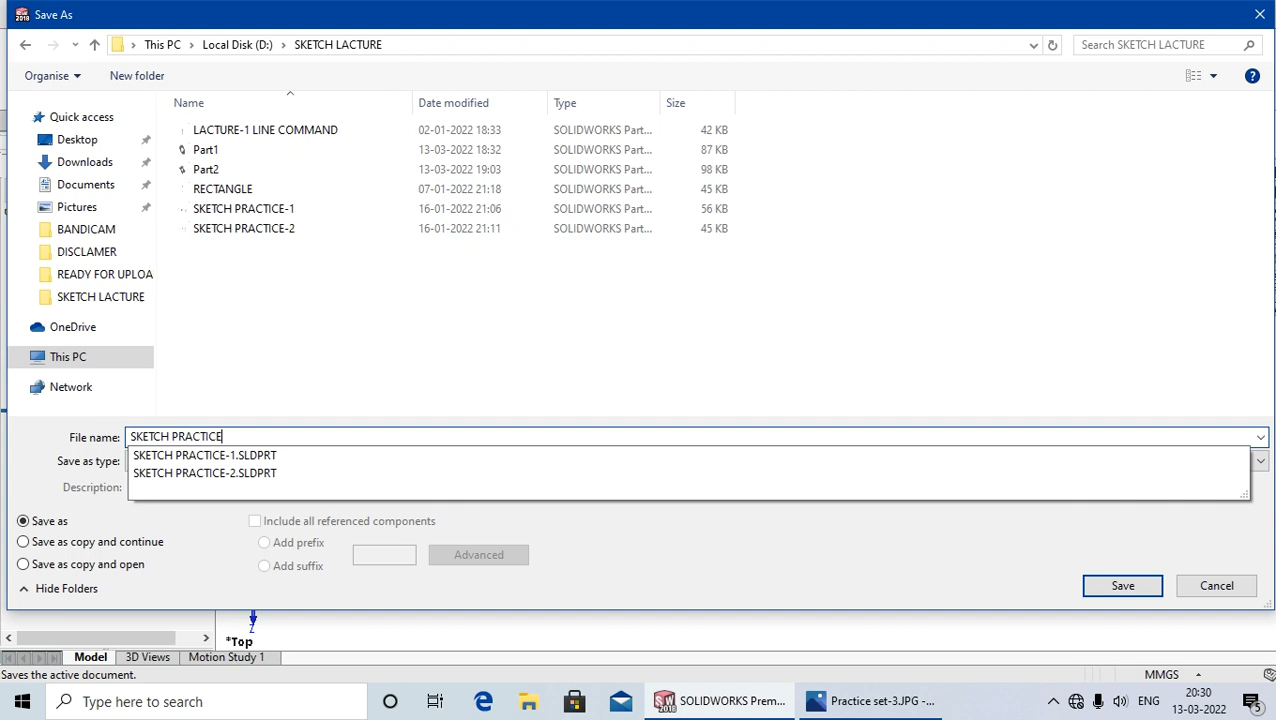 SW 2018 Save As
This PC > Local Disk (D:) > SKETCH LACTURE
Search SKETCH LACTURE
Organise New folder
Name Date modified Type Size
Quick access
Desktop
Downloads
Documents
Pictures
BANDICAM
DISCLAMER
READY FOR UPLOA
SKETCH LACTURE
OneDrive
This PC
Network
LACTURE-1 LINE COMMAND 02-01-2022 18:33 SOLIDWORKS Part... 42 KB
Part1 13-03-2022 18:32 SOLIDWORKS Part... 87 KB
Part2 13-03-2022 19:03 SOLIDWORKS Part... 98 KB
RECTANGLE 07-01-2022 21:18 SOLIDWORKS Part... 45 KB
SKETCH PRACTICE-1 16-01-2022 21:06 SOLIDWORKS Part... 56 KB
SKETCH PRACTICE-2 16-01-2022 21:11 SOLIDWORKS Part... 45 KB
File name: SKETCH PRACTICE
SKETCH PRACTICE-1.SLDPRT
SKETCH PRACTICE-2.SLDPRT
Save as type:
Description:
Save as
Save as copy and continue
Save as copy and open
Include all referenced components
Add prefix
Add suffix
Advanced
Hide Folders
Save Cancel
Z
*Top
Model 3D Views Motion Study 1
Saves the active document.
MMGS
Type here to search
SW 2018 SOLIDWORKS Prem...
Practice set-3.JPG -...
ENG
20:30
13-03-2022
5